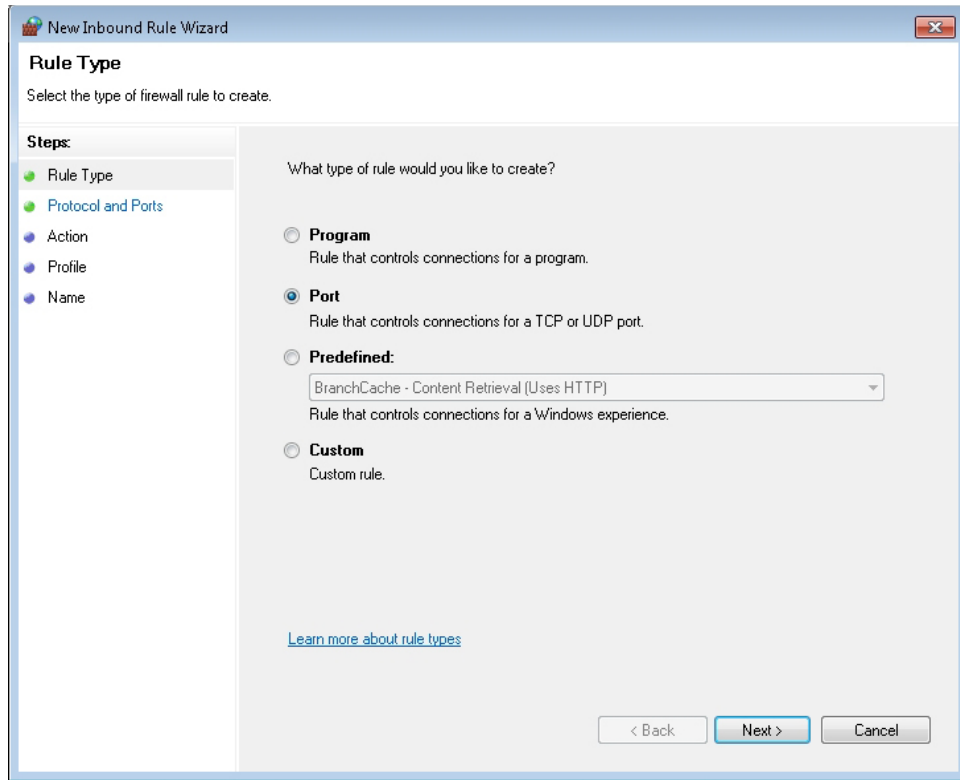 New Inbound Rule Wizard
Rule Type
Select the type of firewall rule to create.
Steps:
Rule Type
Protocol and Ports
Action
Profile
Name
What type of rule would you like to create?
Program
Rule that controls connections for a program.
Port
Rule that controls connections for a TCP or UDP port.
Predefined:
BranchCache - Content Retrieval (Uses HTTP)
Rule that controls connections for a Windows experience.
Custom
Custom rule.
Learn more about rule types
< Back Next > Cancel